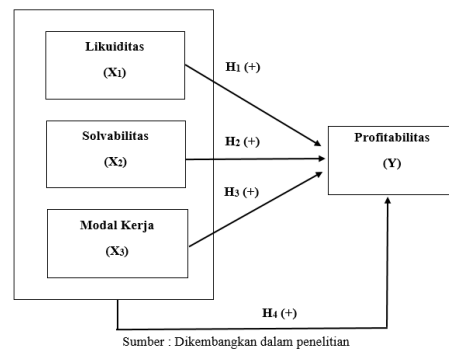 Likuiditas
(X1)
H1 (+)
Solvabilitas
(X2)
H2 (+)
Profitabilitas
(Y)
H3 (+)
Modal Kerja
(X3)
H4 (+)
Sumber : Dikembangkan dalam penelitian